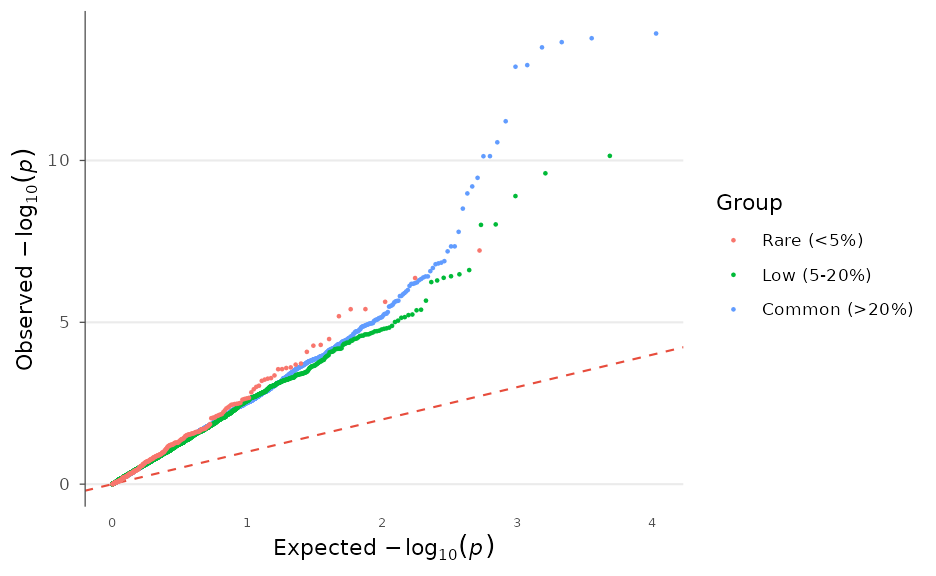 10
5
0
Observed −log10(p)
0 1 2 3 4
Expected −log10(p)
Group
Rare (<5%)
Low (5-20%)
Common (>20%)